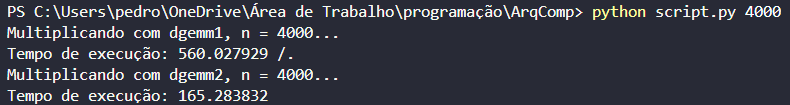 PS C:\Users\pedro\OneDrive\Área de Trabalho\programação\ArqComp> python script.py 4000
Multiplicando com dgemm1, n = 4000...
Tempo de execução: 560.027929 /.
Multiplicando com dgemm2, n = 4000...
Tempo de execução: 165.283832